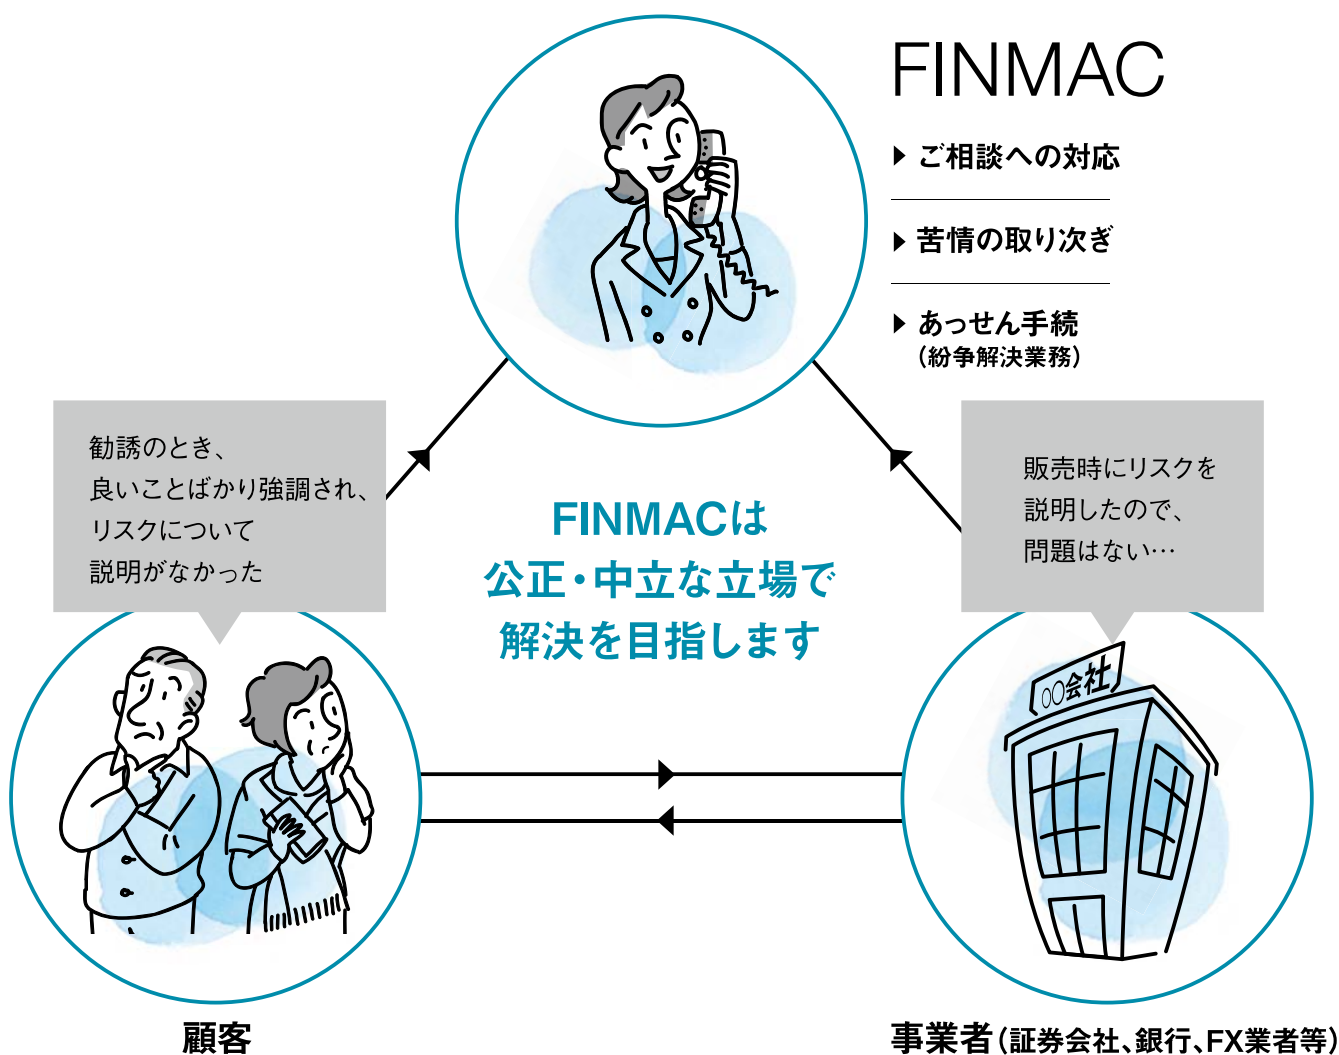 FINMAC
▶ ご相談への対応
▶ 苦情の取り次ぎ
▶ あっせん手続
（紛争解決業務）
勧誘のとき、
良いことばかり強調され、
リスクについて
説明がなかった
販売時にリスクを
説明したので、
問題はない…
FINMACは
公正・中立な立場で
解決を目指します
○○会社
顧客
事業者（証券会社、銀行、FX業者等）